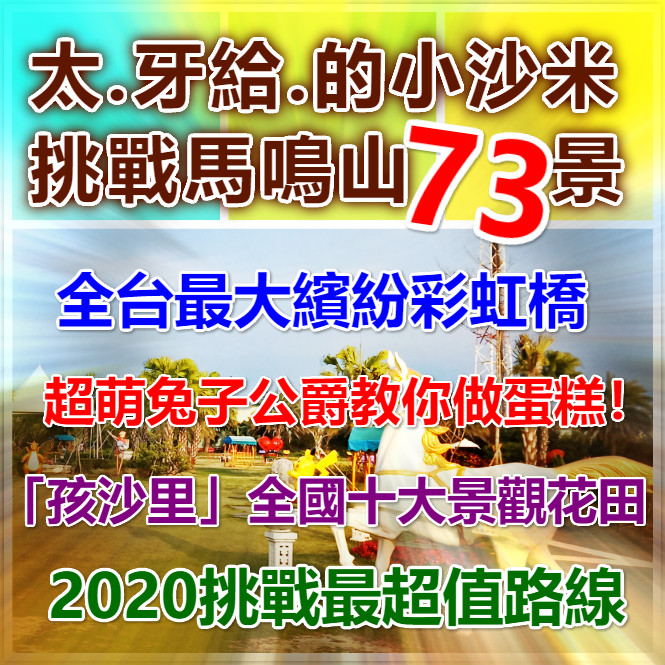 太.牙給.的小沙米
挑戰馬鳴山73景
全台最大繽紛彩虹橋
超萌兔子公爵教你做蛋糕!
「孩沙里」全國十大景觀花田
2020挑戰最超值路線